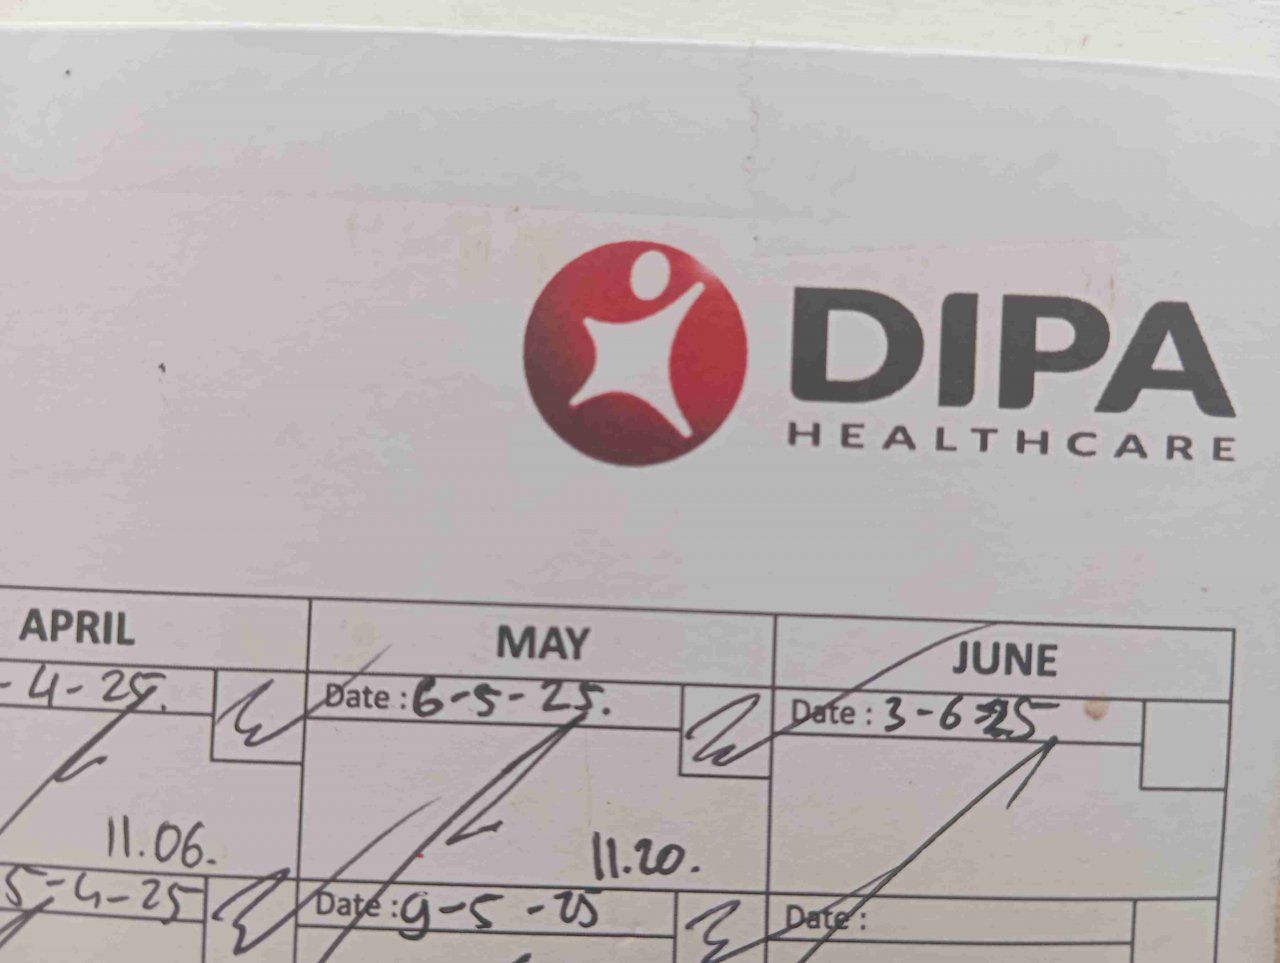 DIPA
HEALTHCARE
APRIL MAY JUNE
-4-25. Date : 6-5-25. Date : 3-6-25
11.06. 11.20.
5-4-25 Date : 9-5-25 Date :